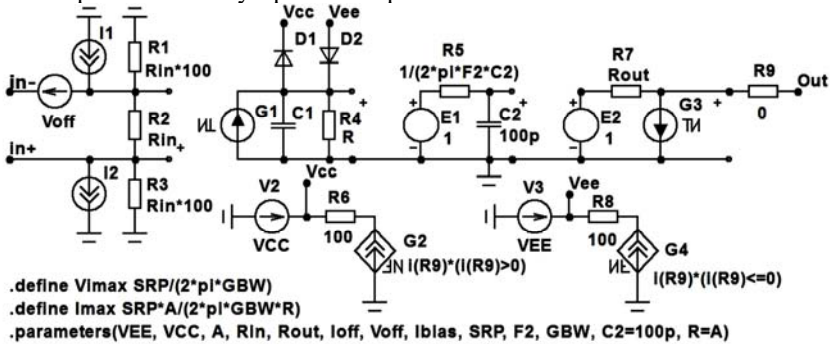 Vcc Vee
I1
R1
Rin*100
D1
D2
R5
1/(2*pi*F2*C2)
R7
Rout
R9
Out
in-
Voff
R2
Rin
+
G1
C1
R4
R
+
E1
1
+
C2
100p
+
E2
1
G3
+
0
in+
I2
R3
Rin*100
V2
VCC
Vcc
R6
100
G2
I(R9)*(I(R9)>0)
V3
VEE
Vee
R8
100
G4
I(R9)*(I(R9)<=0)
.define Vimax SRP/(2*pi*GBW)
.define Imax SRP*A/(2*pi*GBW*R)
.parameters(VEE, VCC, A, Rin, Rout, Ioff, Voff, Ibias, SRP, F2, GBW, C2=100p, R=A)